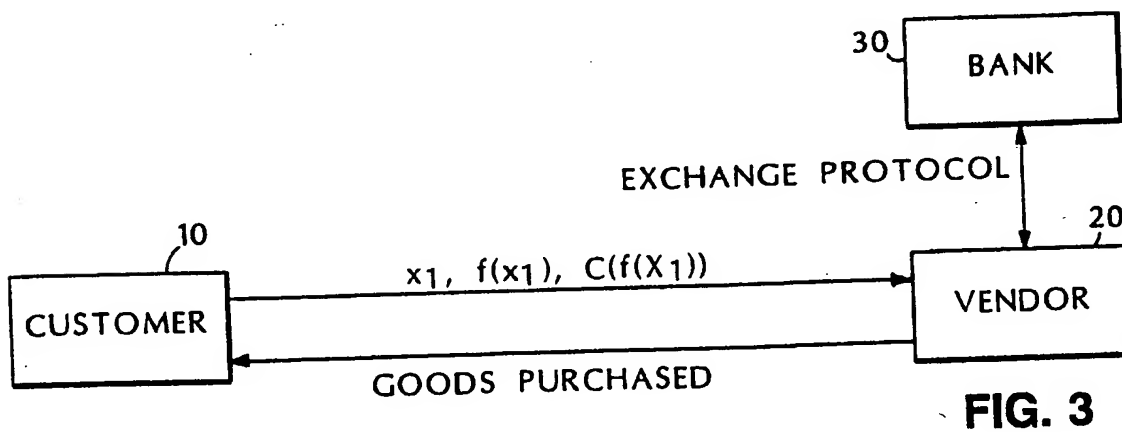 30
BANK
EXCHANGE PROTOCOL
10
20
x1, f(x1), C(f(X1))
CUSTOMER
VENDOR
GOODS PURCHASED
FIG. 3